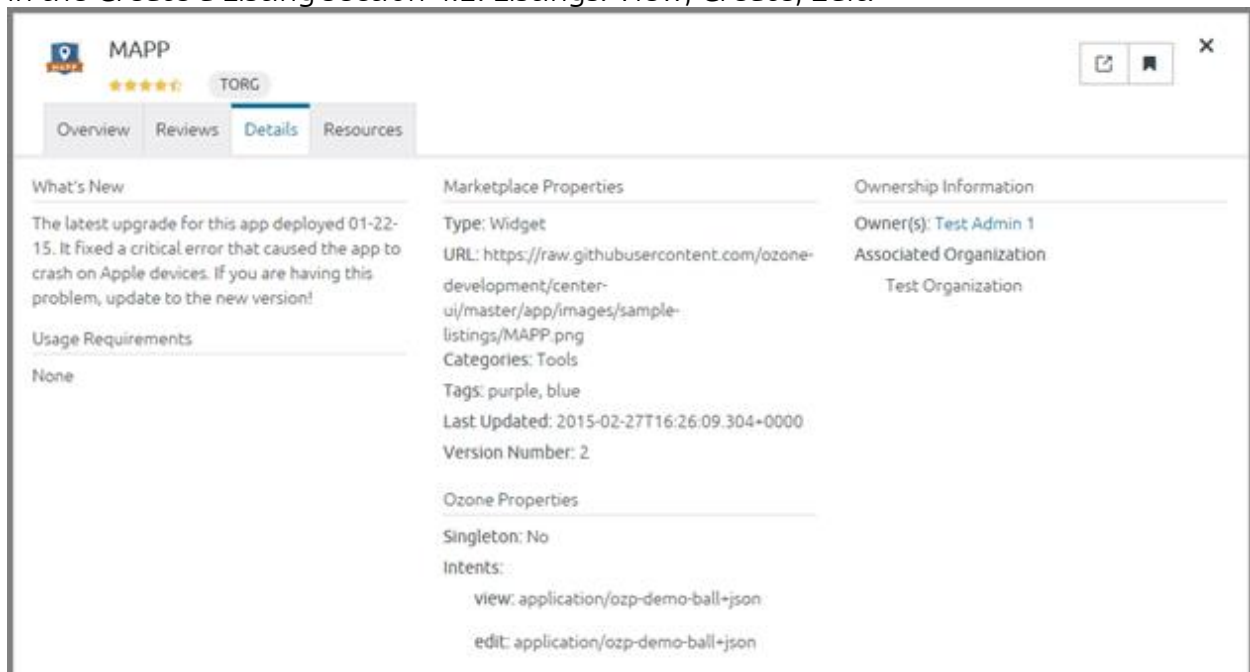 MAPP
TORG
Overview Reviews Details Resources
What's New
The latest upgrade for this app deployed 01-22-
15. It fixed a critical error that caused the app to
crash on Apple devices. If you are having this
problem, update to the new version!
Usage Requirements
None
Marketplace Properties
Type: Widget
URL: https://raw.githubusercontent.com/ozone-
development/center-
ui/master/app/images/sample-
listings/MAPP.png
Categories: Tools
Tags: purple, blue
Last Updated: 2015-02-27T16:26:09.304+0000
Version Number: 2
Ozone Properties
Singleton: No
Intents:
view: application/ozp-demo-ball+json
edit: application/ozp-demo-ball+json
Ownership Information
Owner(s): Test Admin 1
Associated Organization
Test Organization